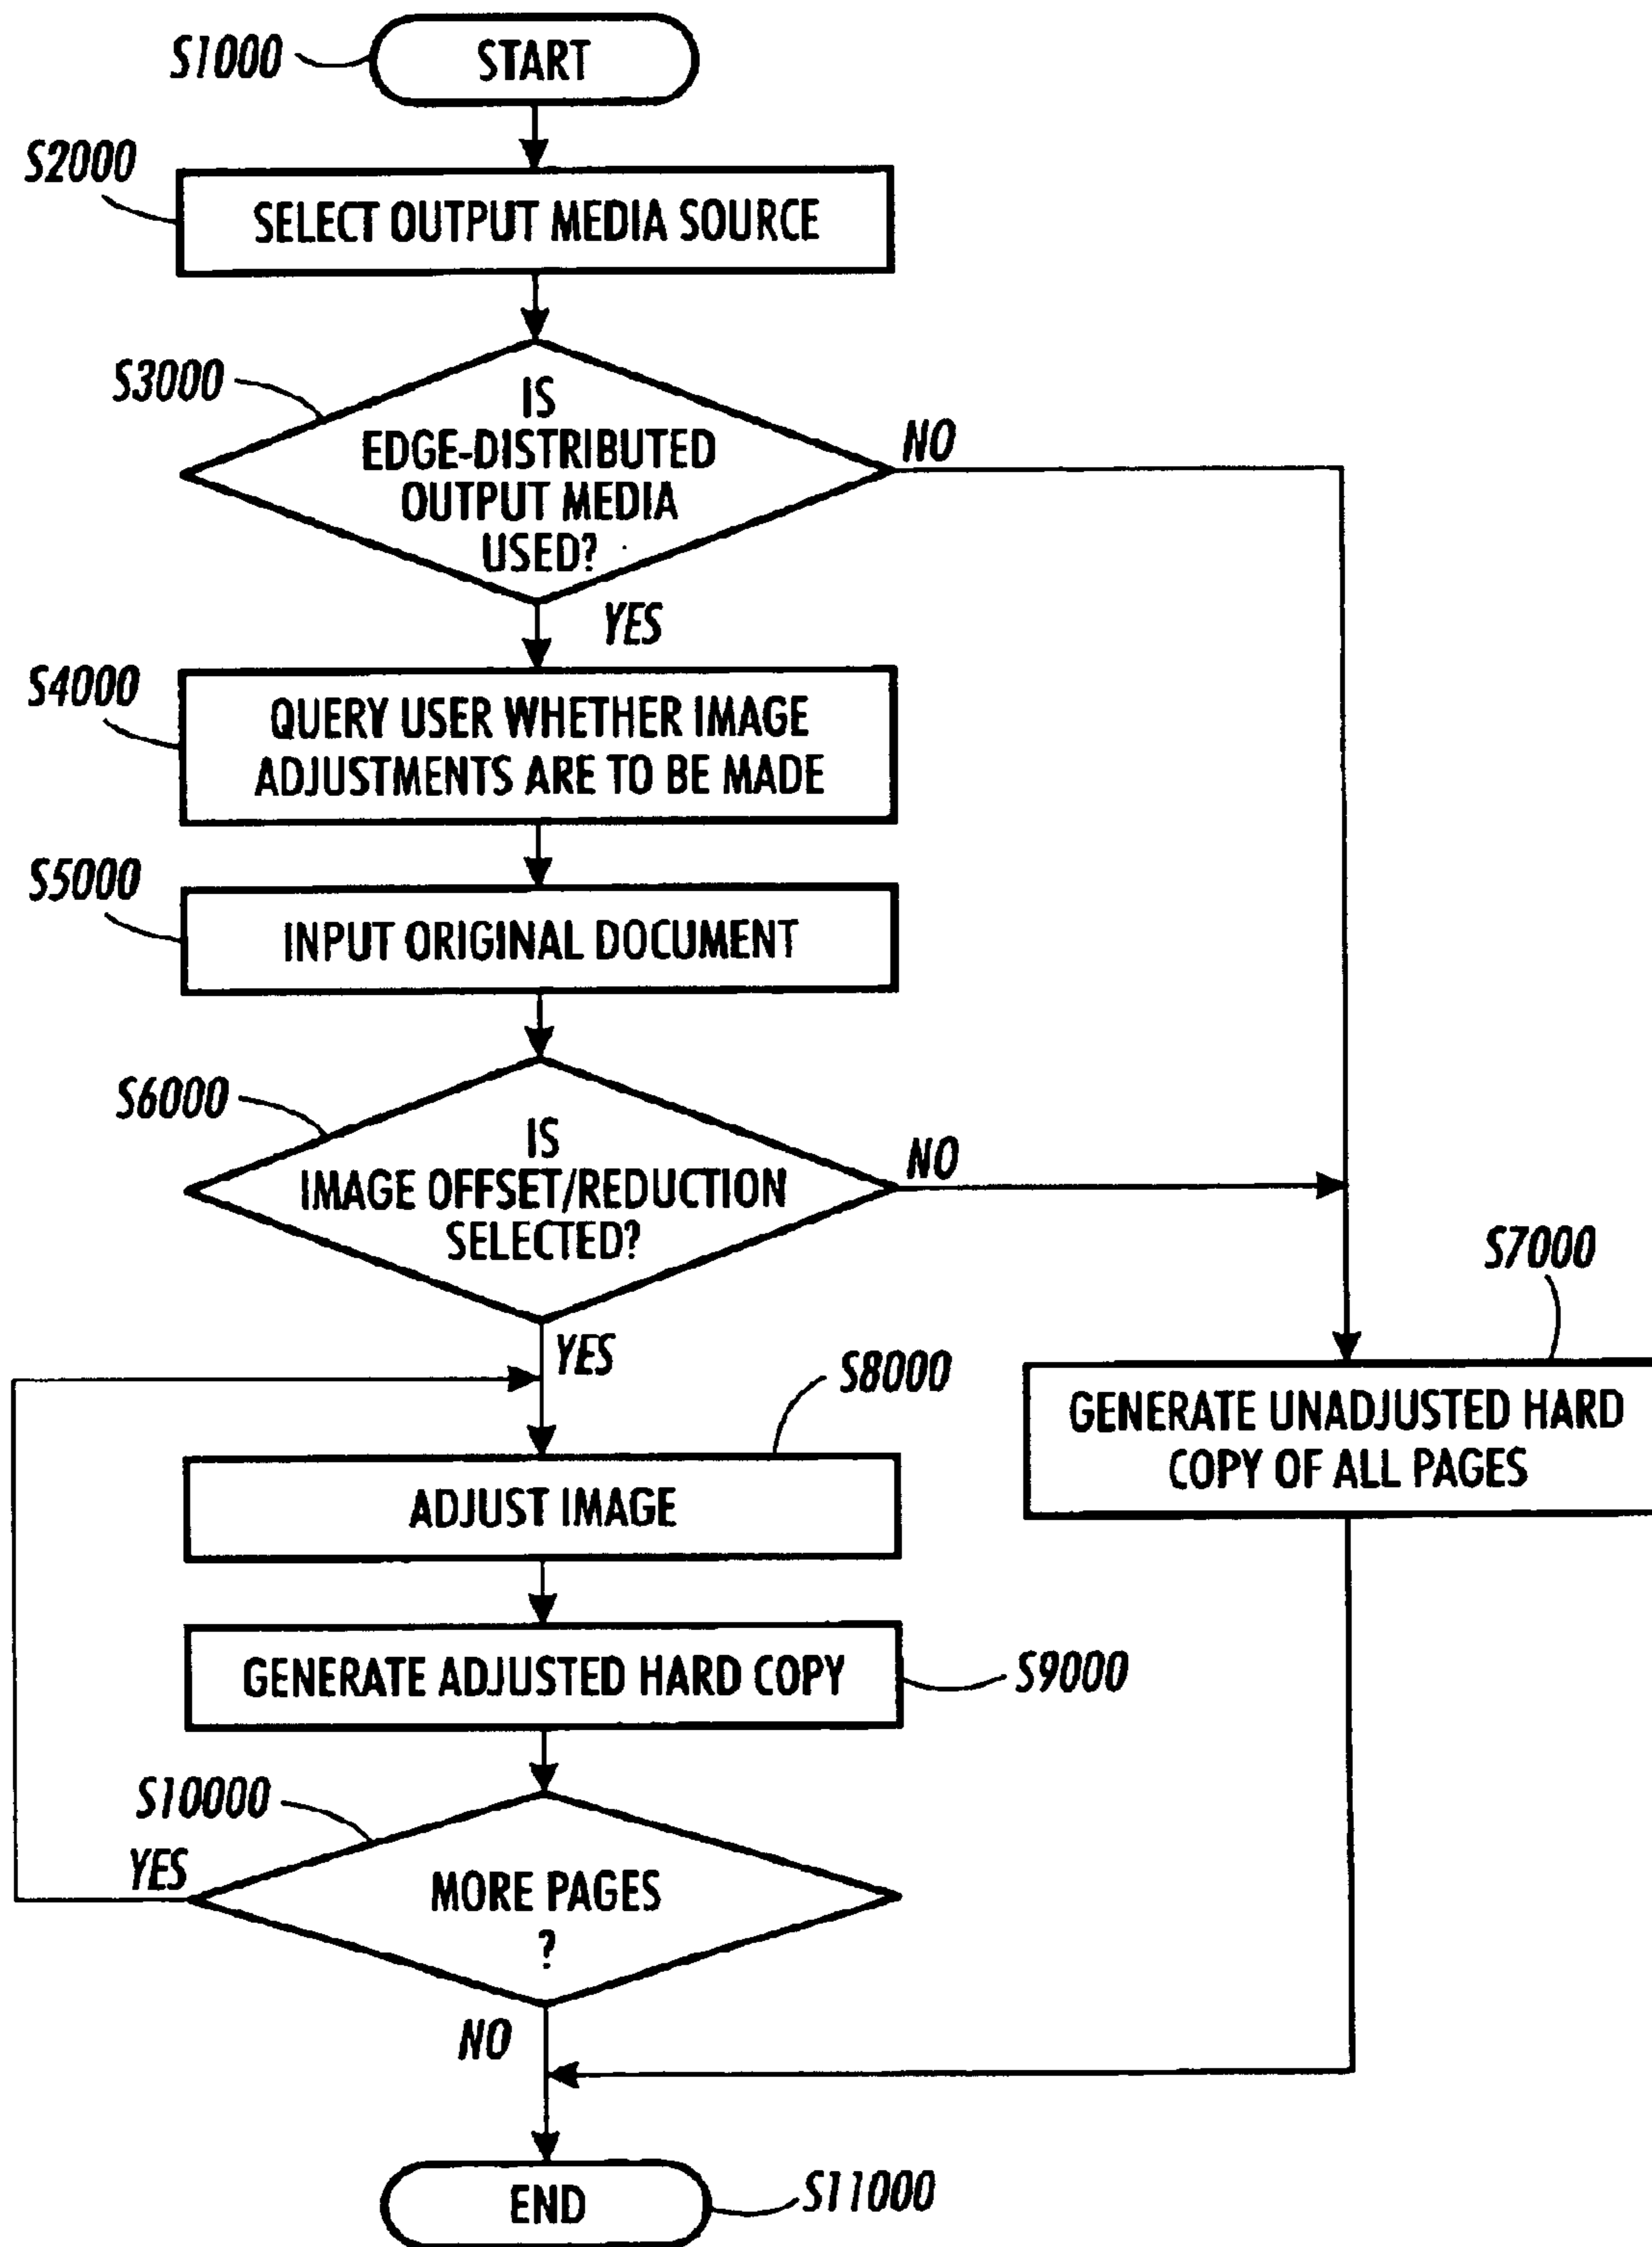 S1000
START
S2000
SELECT OUTPUT MEDIA SOURCE
S3000
IS
EDGE-DISTRIBUTED
OUTPUT MEDIA
USED?
NO
YES
S4000
QUERY USER WHETHER IMAGE
ADJUSTMENTS ARE TO BE MADE
S5000
INPUT ORIGINAL DOCUMENT
S6000
IS
IMAGE OFFSET/REDUCTION
SELECTED?
NO
YES
S7000
GENERATE UNADJUSTED HARD
COPY OF ALL PAGES
S8000
ADJUST IMAGE
GENERATE ADJUSTED HARD COPY
S9000
S10000
YES
MORE PAGES
?
NO
END
S11000